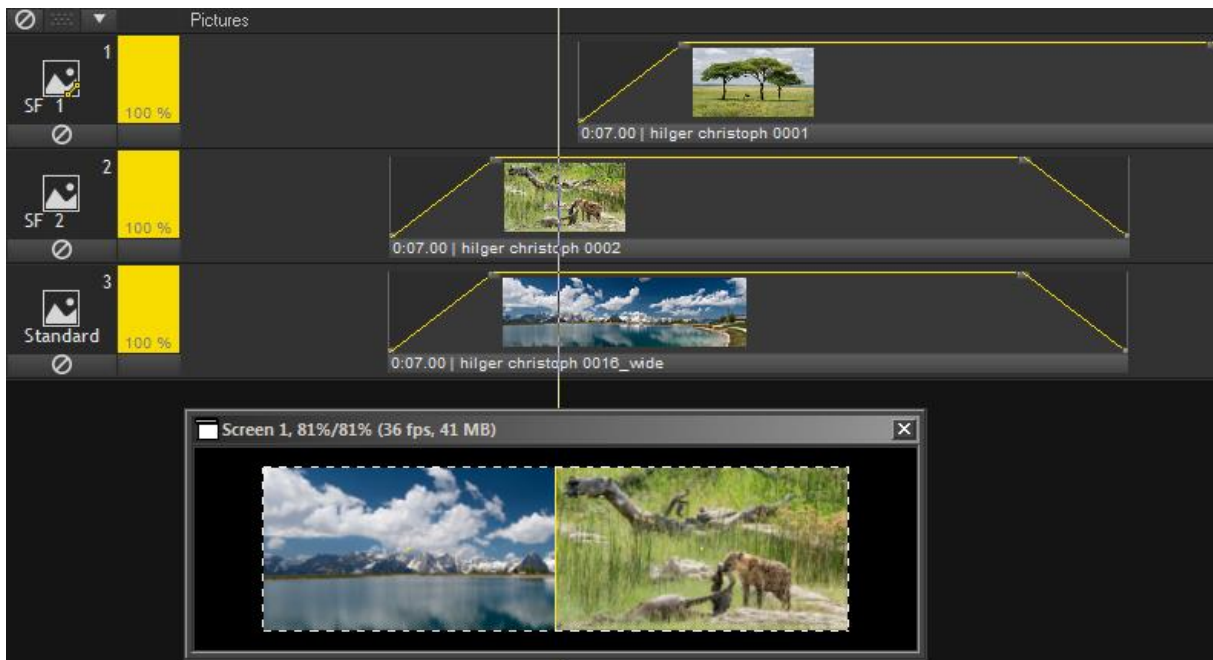 Pictures
1
SF 1
100 %
0:07.00 | hilger christoph 0001
2
SF 2
100 %
0:07.00 | hilger christoph 0002
3
Standard
100 %
0:07.00 | hilger christoph 0016_wide
Screen 1, 81%/81% (36 fps, 41 MB)